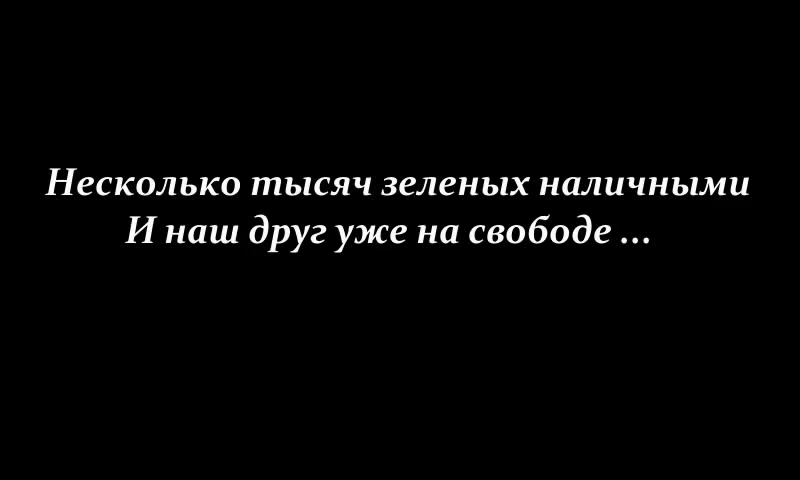 Несколько тысяч зеленых наличными
И наш друг уже на свободе ...